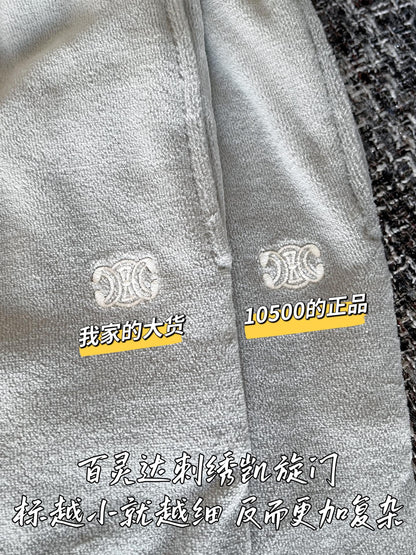 我家的大货
10500的正品
百灵达刺绣凯旋门
标越小就越细 反而更加复杂